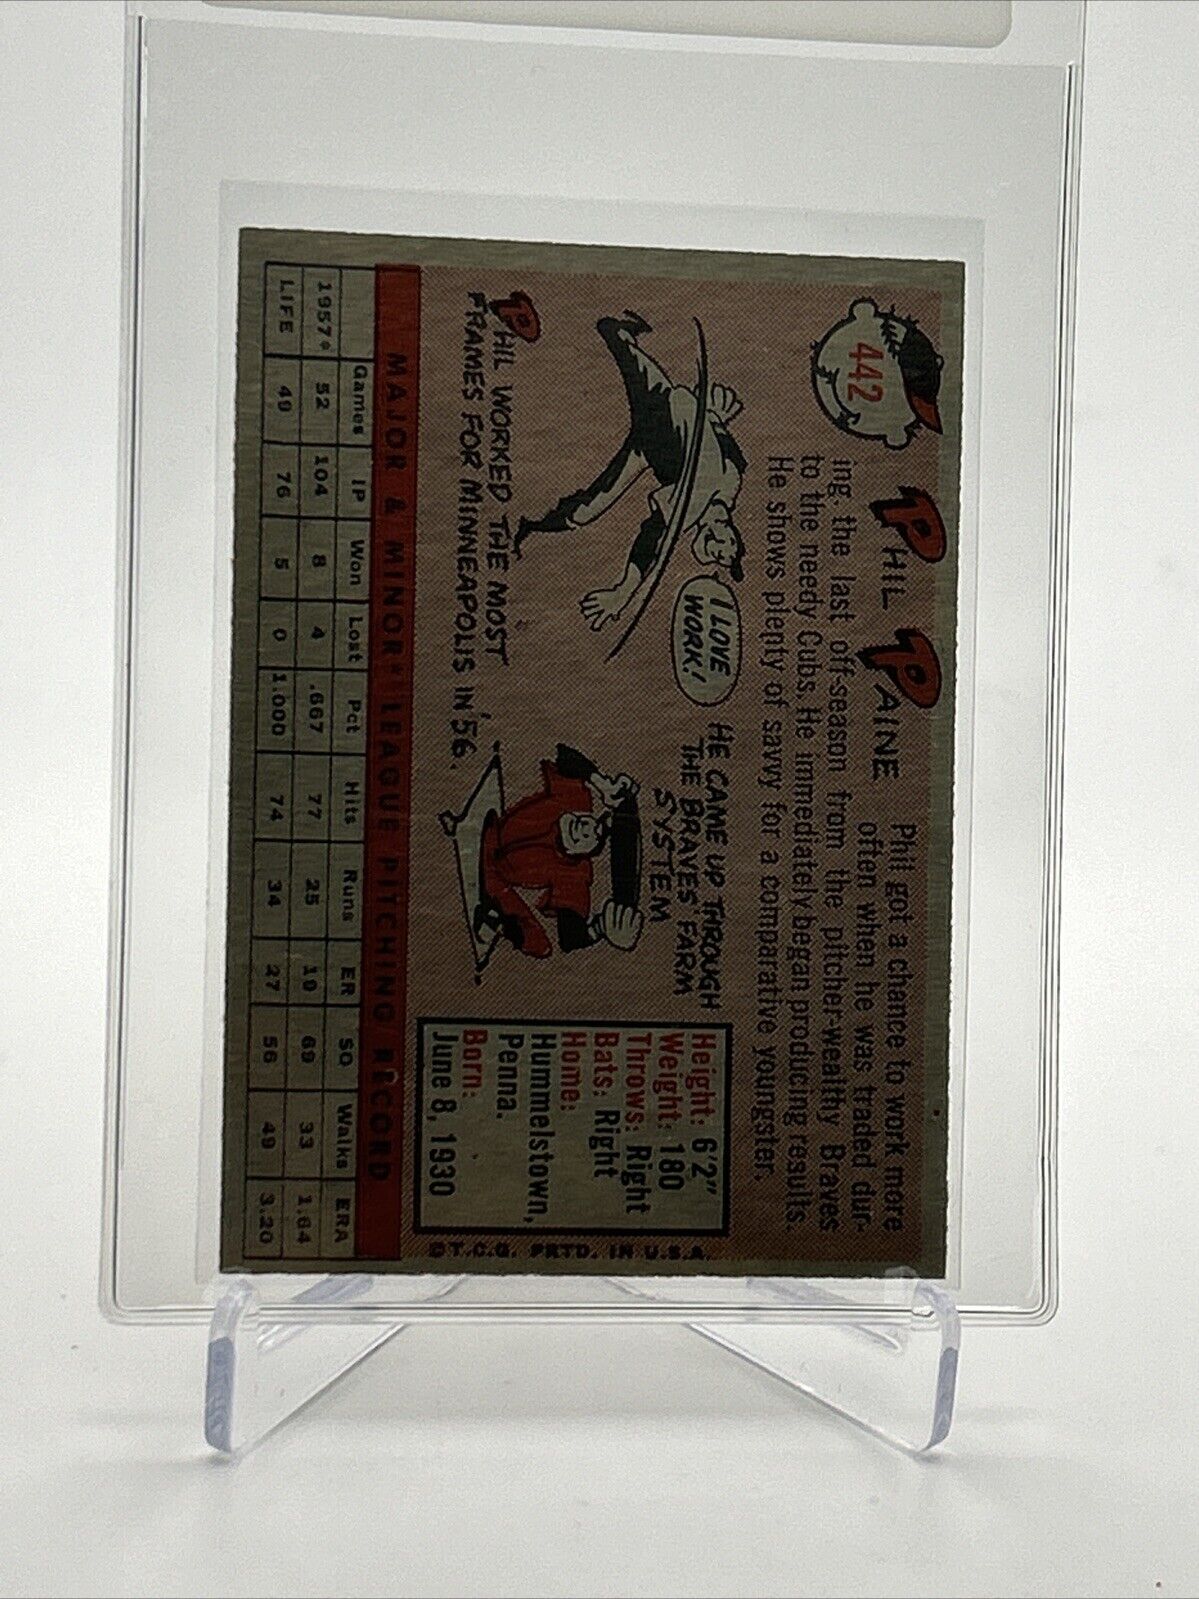 442
PHIL PAINE
Phil got a chance to work more
often when he was traded dur-
ing the last off-season from the pitcher-wealthy Braves
to the needy Cubs. He immediately began producing results.
He shows plenty of savvy for a comparative youngster.
I LOVE
WORK!
PHIL WORKED THE MOST
FRAMES FOR MINNEAPOLIS IN '56.
HE CAME UP THROUGH
THE BRAVES' FARM
SYSTEM
Height: 6'2"
Weight: 180
Throws: Right
Bats: Right
Home:
Hummelstown,
Penna.
Born:
June 8, 1930
©T.C.G. PRTD. IN U.S.A.
MAJOR & MINOR* LEAGUE PITCHING RECORD
Games IP Won Lost Pct Hits Runs ER SO Walks ERA
1957* 52 104 8 4 .667 77 25 19 69 33 1.64
LIFE 49 76 5 0 1.000 74 34 27 56 49 3.20